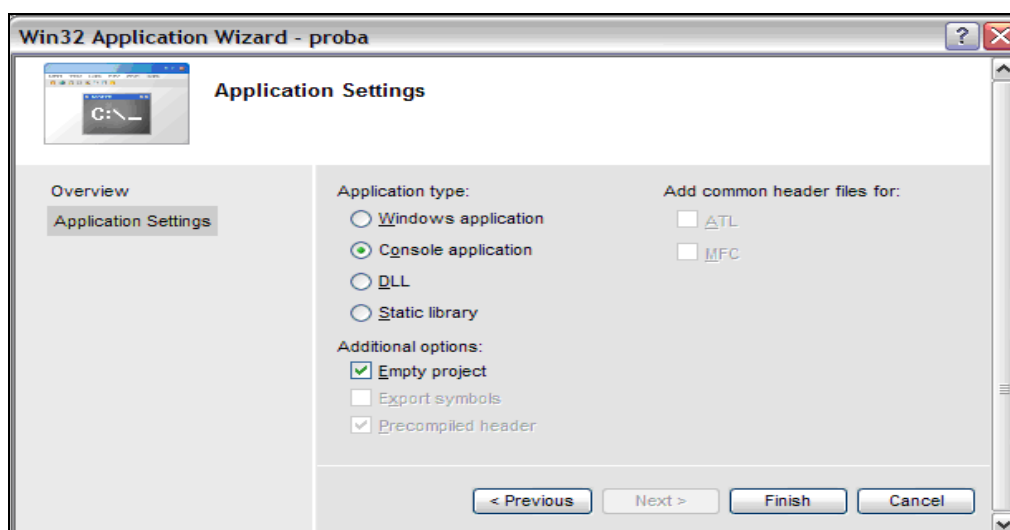 Win32 Application Wizard - proba
C:\_
Application Settings
Overview
Application Settings
Application type:
Windows application
Console application
DLL
Static library
Additional options:
Empty project
Export symbols
Precompiled header
Add common header files for:
ATL
MFC
< Previous
Next >
Finish
Cancel